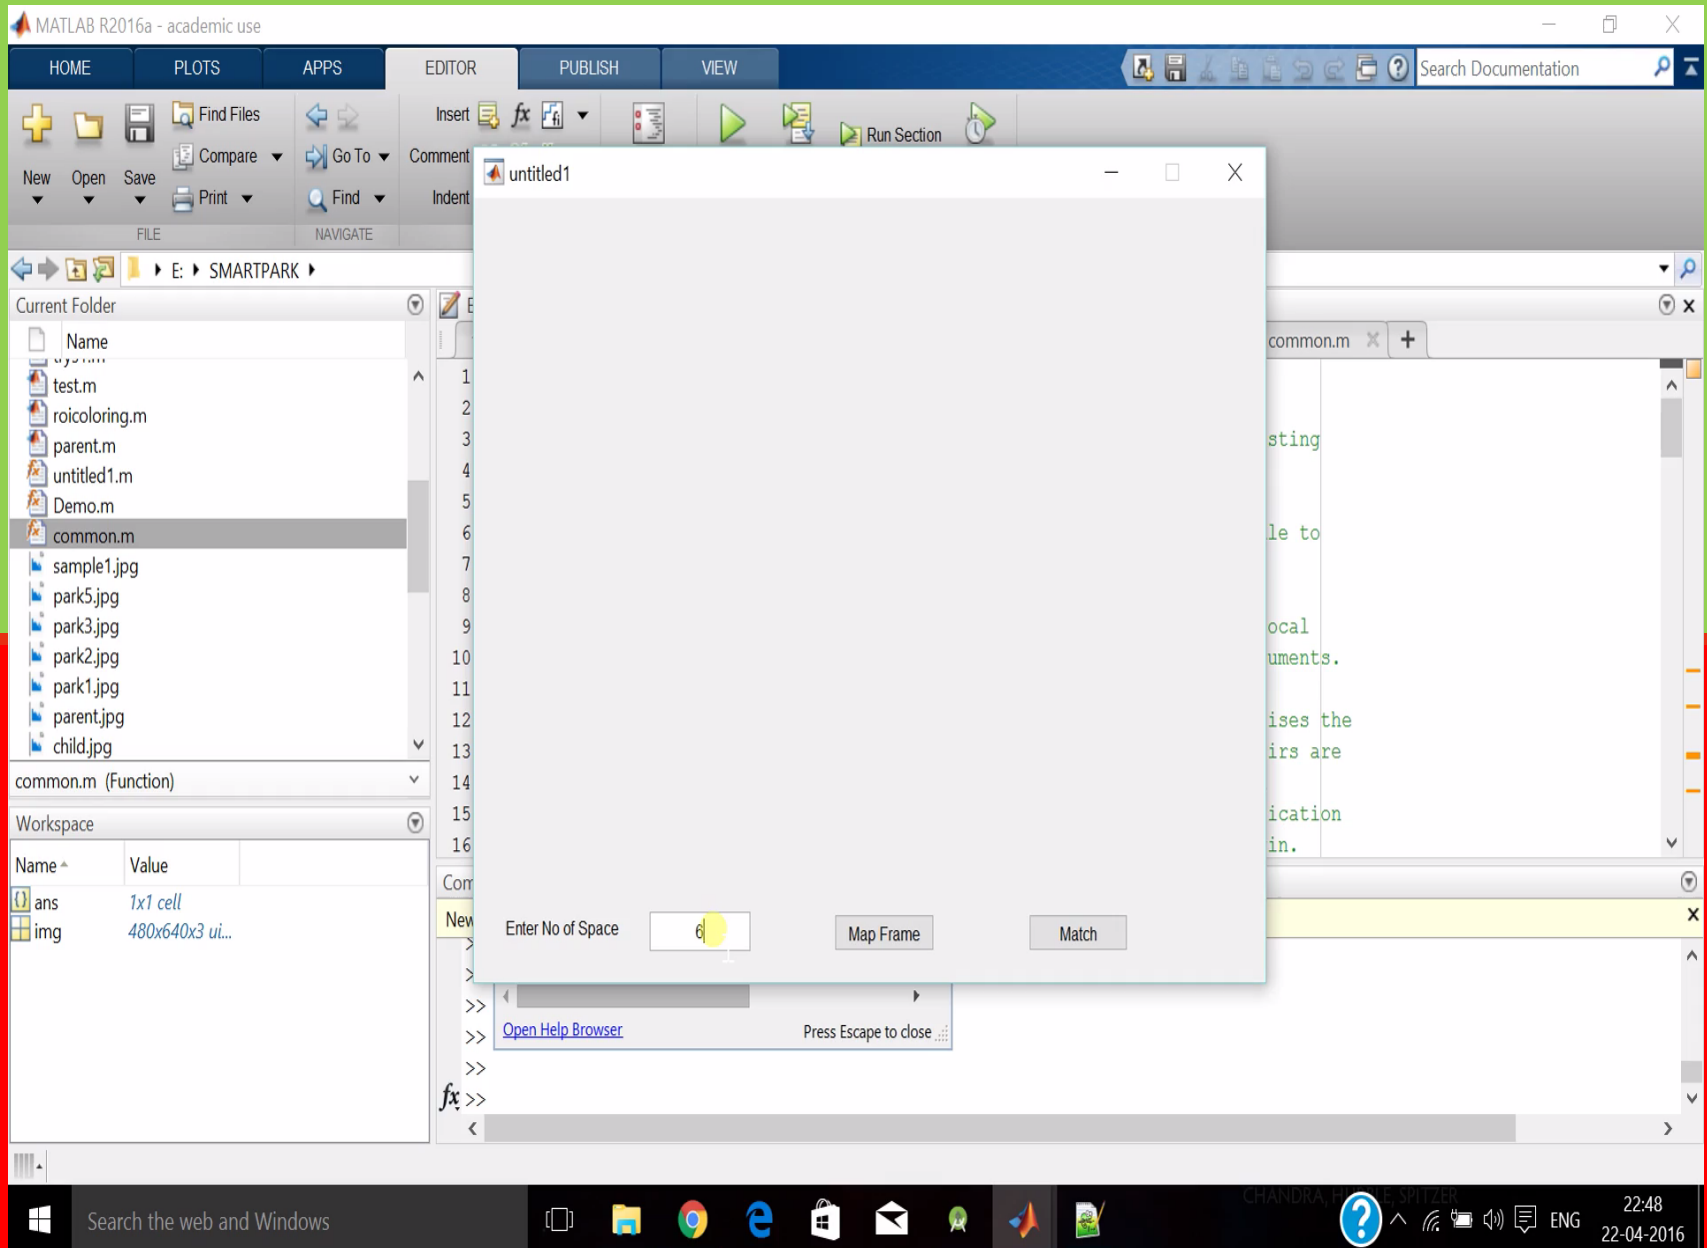 MATLAB R2016a - academic use
HOME PLOTS APPS EDITOR PUBLISH VIEW
Search Documentation
New
Open
Save
Find Files
Compare
Print
Go To
Find
Insert
Comment
Indent
Run Section
FILE
NAVIGATE
E: SMARTPARK
Current Folder
Name
test.m
roicoloring.m
parent.m
untitled1.m
Demo.m
common.m
sample1.jpg
park5.jpg
park3.jpg
park2.jpg
park1.jpg
parent.jpg
child.jpg
common.m (Function)
Workspace
Name Value
ans 1x1 cell
img 480x640x3 ui...
untitled1
common.m
1
2
3 sting
4
5
6 le to
7
8
9 ocal
10 uments.
11
12 ises the
13 irs are
14
15 ication
16 in.
Enter No of Space 6 Map Frame Match
Com
New
>
>
>>
>>
>>
fx >>
Open Help Browser
Press Escape to close
Search the web and Windows
CHANDRA, HUBBLE, SPITZER
ENG
22:48
22-04-2016